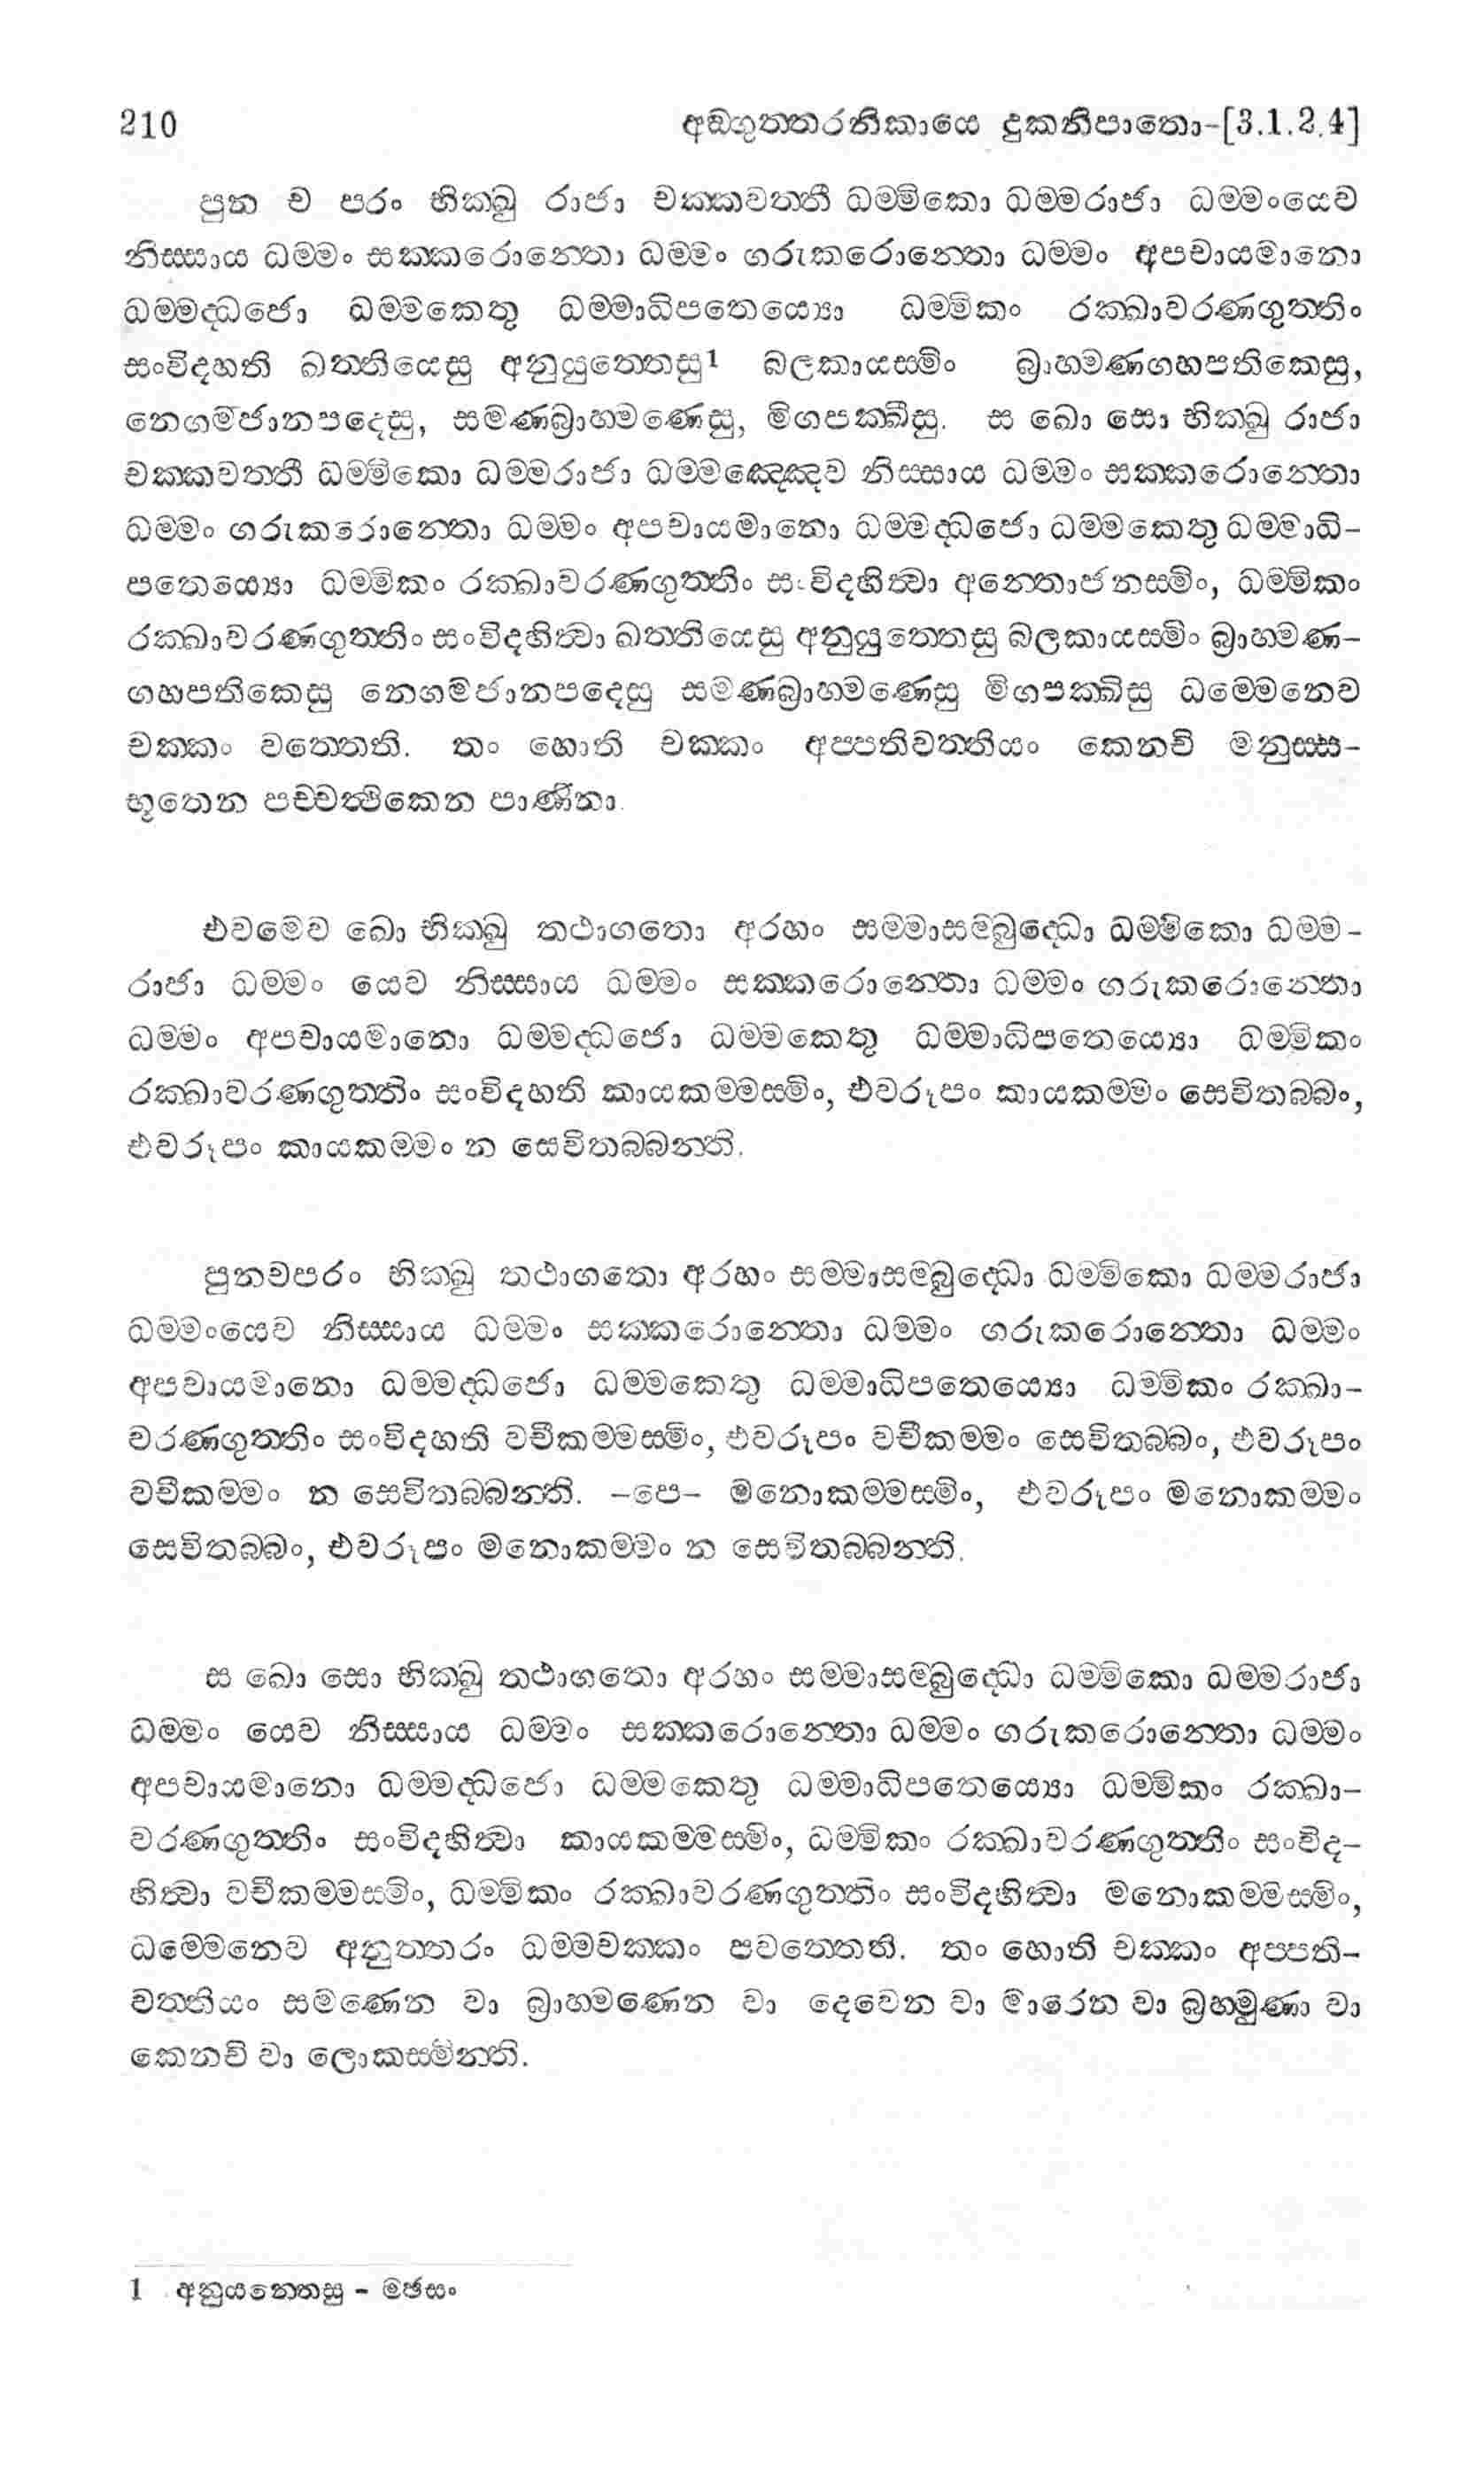 210 අඞ්ගුත්තරනිකායෙ දුකනිපාතො-[3.1.2.4]
පුන ච පරං භික්ඛු රාජා චක්කවත්තී ධම්මිකො ධම්මරාජා ධම්මංයෙව
නිස්සාය ධම්මං සක්කරොන්තො ධම්මං ගරුකරොන්තො ධම්මං අපචායමානො
ධම්මද්ධජො ධම්මකෙතු ධම්මාධිපතෙය්‍යො ධම්මිකං රක්ඛාවරණගුත්තිං
සංවිදහති ඛත්තියෙසු අනුයුත්තෙසු1 බලකායස්මිං බ්‍රාහ්මණගහපතිකෙසු,
නෙගමජානපදෙසු, සමණබ්‍රාහ්මණෙසු, මිගපක්ඛීසු. ස ඛො සො භික්ඛු රාජා
චක්කවත්තී ධම්මිකො ධම්මරාජා ධම්මඤ්ඤෙව නිස්සාය ධම්මං සක්කරොන්තො
ධම්මං ගරුකරොන්තො ධම්මං අපචායමානො ධම්මද්ධජො ධම්මකෙතු ධම්මාධි-
පතෙය්‍යො ධම්මිකං රක්ඛාවරණගුත්තිං සංවිදහිත්‍වා අන්තොජනස්මිං, ධම්මිකං
රක්ඛාවරණගුත්තිං සංවිදහිත්‍වා ඛත්තියෙසු අනුයුත්තෙසු බලකායස්මිං බ්‍රාහ්මණ-
ගහපතිකෙසු නෙගමජානපදෙසු සමණබ්‍රාහ්මණෙසු මිගපක්ඛිසු ධම්මෙනෙව
චක්කං වත්තෙති. තං හොති චක්කං අප්පතිවත්තියං කෙනචි මනුස්ස-
භූතෙන පච්චත්‍ථිකෙන පාණිනා.
එවමෙව ඛො භික්ඛු තථාගතො අරහං සම්මාසම්බුද්ධො ධම්මිකො ධම්ම-
රාජා ධම්මං යෙව නිස්සාය ධම්මං සක්කරොන්තො ධම්මං ගරුකරොන්තො
ධම්මං අපචායමානො ධම්මද්ධජො ධම්මකෙතු ධම්මාධිපතෙය්‍යො ධම්මිකං
රක්ඛාවරණගුත්තිං සංවිදහති කායකම්මස්මිං, එවරූපං කායකම්මං සෙවිතබ්බං,
එවරූපං කායකම්මං න සෙවිතබ්බන්ති.
පුනචපරං භික්ඛු තථාගතො අරහං සම්මාසම්බුද්ධො ධම්මිකො ධම්මරාජා
ධම්මංයෙව නිස්සාය ධම්මං සක්කරොන්තො ධම්මං ගරුකරොන්තො ධම්මං
අපචායමානො ධම්මද්ධජො ධම්මකෙතු ධම්මාධිපතෙය්‍යො ධම්මිකං රක්ඛා-
වරණගුත්තිං සංවිදහති වචීකම්මස්මිං, එවරූපං වචීකම්මං සෙවිතබ්බං, එවරූපං
වචීකම්මං න සෙවිතබ්බන්ති. -පෙ- මනොකම්මස්මිං, එවරූපං මනොකම්මං
සෙවිතබ්බං, එවරූපං මනොකම්මං න සෙවිතබ්බන්ති.
ස ඛො සො භික්ඛු තථාගතො අරහං සම්මාසම්බුද්ධො ධම්මිකො ධම්මරාජා
ධම්මං යෙව නිස්සාය ධම්මං සක්කරොන්තො ධම්මං ගරුකරොන්තො ධම්මං
අපචායමානො ධම්මද්ධජො ධම්මකෙතු ධම්මාධිපතෙය්‍යො ධම්මිකං රක්ඛා-
වරණගුත්තිං සංවිදහිත්‍වා කායකම්මස්මිං, ධම්මිකං රක්ඛාවරණගුත්තිං සංවිද-
හිත්‍වා වචීකම්මස්මිං, ධම්මිකං රක්ඛාවරණගුත්තිං සංවිදහිත්‍වා මනොකම්මස්මිං,
ධම්මෙනෙව අනුත්තරං ධම්මචක්කං පවත්තෙති. තං හොති චක්කං අප්පති-
වත්තියං සමණෙන වා බ්‍රාහ්මණෙන වා දෙවෙන වා මාරෙන වා බ්‍රහ්මුණා වා
කෙනචි වා ලොකස්මින්ති.
1 අනුයන්තෙසු - මඡසං